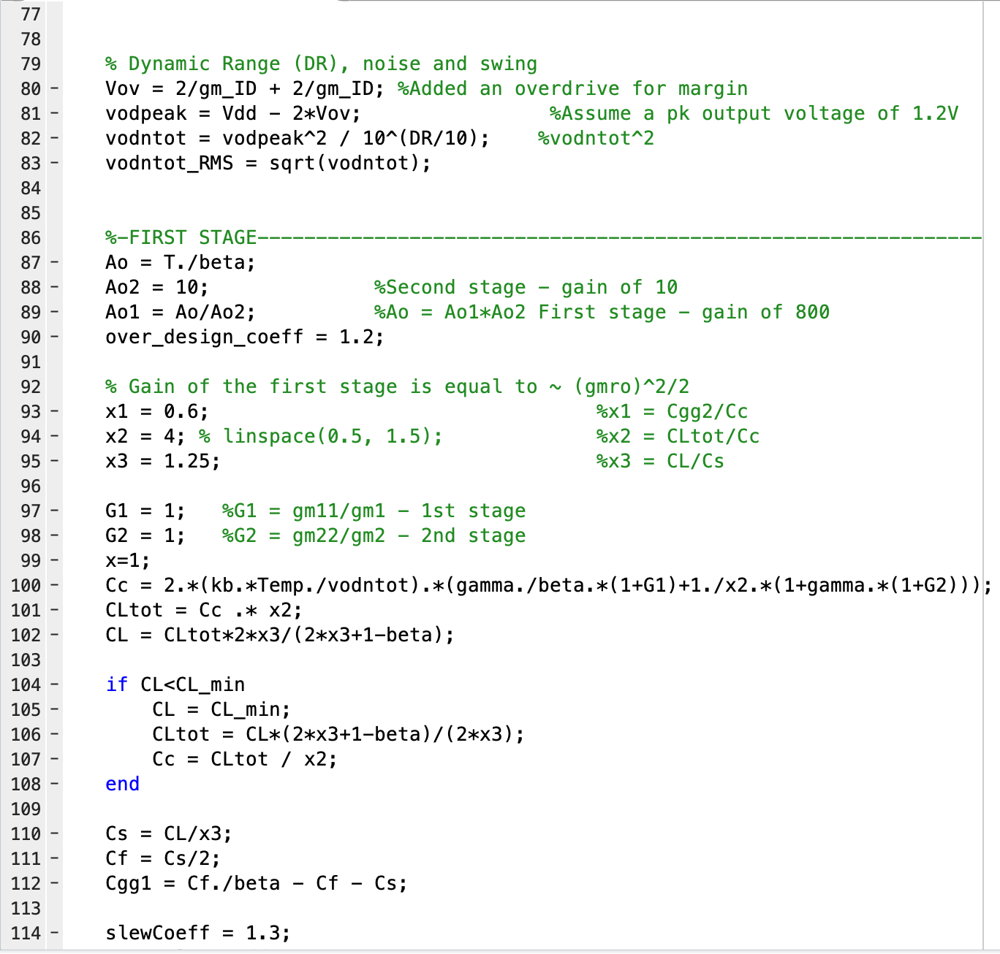 77
78
79 % Dynamic Range (DR), noise and swing
80 - Vov = 2/gm_ID + 2/gm_ID; %Added an overdrive for margin
81 - vodpeak = Vdd - 2*Vov; %Assume a pk output voltage of 1.2V
82 - vodntot = vodpeak^2 / 10^(DR/10); %vodntot^2
83 - vodntot_RMS = sqrt(vodntot);
84
85
86 %-FIRST STAGE--------------------------------------------------------------
87 - Ao = T./beta;
88 - Ao2 = 10; %Second stage - gain of 10
89 - Ao1 = Ao/Ao2; %Ao = Ao1*Ao2 First stage - gain of 800
90 - over_design_coeff = 1.2;
91
92 % Gain of the first stage is equal to ~ (gmro)^2/2
93 - x1 = 0.6; %x1 = Cgg2/Cc
94 - x2 = 4; % linspace(0.5, 1.5); %x2 = CLtot/Cc
95 - x3 = 1.25; %x3 = CL/Cs
96
97 - G1 = 1; %G1 = gm11/gm1 - 1st stage
98 - G2 = 1; %G2 = gm22/gm2 - 2nd stage
99 - x=1;
100 - Cc = 2.*(kb.*Temp./vodntot).*(gamma./beta.*(1+G1)+1./x2.*(1+gamma.*(1+G2)));
101 - CLtot = Cc .* x2;
102 - CL = CLtot*2*x3/(2*x3+1-beta);
103
104 - if CL<CL_min
105 - CL = CL_min;
106 - CLtot = CL*(2*x3+1-beta)/(2*x3);
107 - Cc = CLtot / x2;
108 - end
109
110 - Cs = CL/x3;
111 - Cf = Cs/2;
112 - Cgg1 = Cf./beta - Cf - Cs;
113
114 - slewCoeff = 1.3;